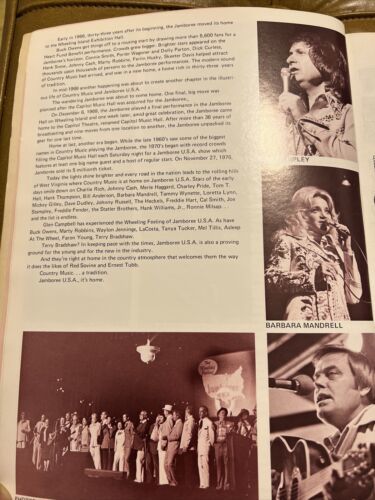 Early in 1966, thirty-three years after its beginning, the Jamboree moved its home
to the Wheeling Island Exhibition Hall.
Buck Owens got things off to a rousing start by drawing more than 8,600 fans for a
Heart Fund Benefit performance. Crowds grew bigger. Brighter stars appeared on the
Jamboree's horizon. Connie Smith, Porter Wagoner and Dolly Parton, Dick Curless,
Hank Snow, Johnny Cash, Marty Robbins, Ferlin Husky, Skeeter Davis helped attract
thousands upon thousands of persons to the Jamboree performances. The modern sound
of Country Music had arrived, and was in a new home, a home rich in thirty-three years
of tradition.
In mid-1969 another happening was about to create another chapter in the illustri-
ous life of Country Music and Jamboree U.S.A.
The wandering Jamboree was about to come home. One final, big move was
planned after the Capitol Music Hall was acquired for the Jamboree.
On December 6, 1969, the Jamboree played a final performance in the Jamboree
Hall on Wheeling Island and one week later, amid great celebration, the Jamboree came
home to the Capitol Theatre, renamed Capitol Music Hall. After more than 36 years of
broadcasting and nine moves from one location to another, the Jamboree unpacked its
gear for one last time.
Home at last, another era began. While the late 1960's saw some of the biggest
names in Country Music playing the Jamboree, the 1970's began with record crowds
filling the Capitol Music Hall each Saturday night for a Jamboree U.S.A. show which
features at least one big name guest and a host of regular stars. On November 27, 1976,
Jamboree sold its 5 millionth ticket.
Today the lights shine brighter and every road in the nation leads to the rolling hills
of West Virginia where Country Music is at home on Jamboree U.S.A. Stars of the early
days smile down on Charlie Rich, Johnny Cash, Merle Haggard, Charley Pride, Tom T.
Hall, Hank Thompson, Bill Anderson, Barbara Mandrell, Tammy Wynette, Loretta Lynn,
Mickey Gilley, Dave Dudley, Johnny Russell, The Heckels, Freddie Hart, Cal Smith, Joe
Stampley, Freddy Fender, the Statler Brothers, Hank Williams, Jr., Ronnie Milsap . . .
and the list is endless.
Glen Campbell has experienced the Wheeling Feeling of Jamboree U.S.A. As have
Buck Owens, Marty Robbins, Waylon Jennings, LaCosta, Tanya Tucker, Mel Tillis, Asleep
At The Wheel, Faron Young, Terry Bradshaw.
Terry Bradshaw? In keeping with the times, Jamboree U.S.A. is also a proving
ground for the young and for the new in the industry.
And they're right at home in the country atmosphere that welcomes them the way
it does the likes of Red Sovine and Ernest Tubb.
Country Music . . . a tradition.
Jamboree U.S.A., it's home.
PLEY
BARBARA MANDRELL